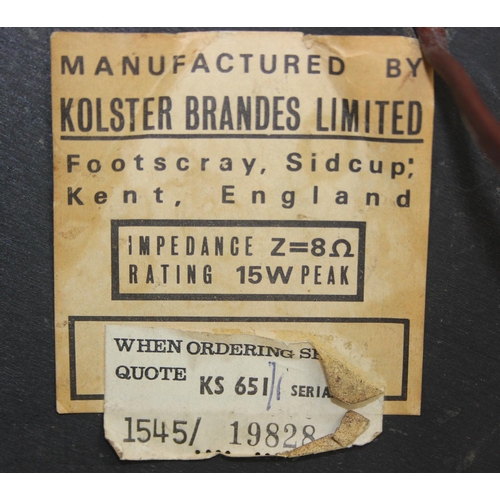 MANUFACTURED BY
KOLSTER BRANDES LIMITED
Footscray, Sidcup;
Kent, England
IMPEDANCE Z=8Ω
RATING 15W PEAK
WHEN ORDERING
QUOTE KS 651/1
1545/ 19828